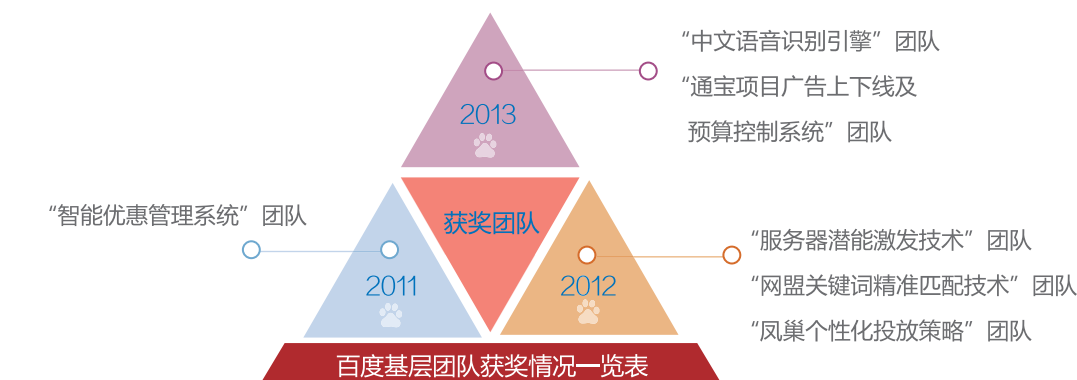 “中文语音识别引擎”团队
“通宝项目广告上下线及
预算控制系统”团队
2013
获奖团队
“智能优惠管理系统”团队
2011
2012
“服务器潜能激发技术”团队
“网盟关键词精准匹配技术”团队
“凤巢个性化投放策略”团队
百度基层团队获奖情况一览表